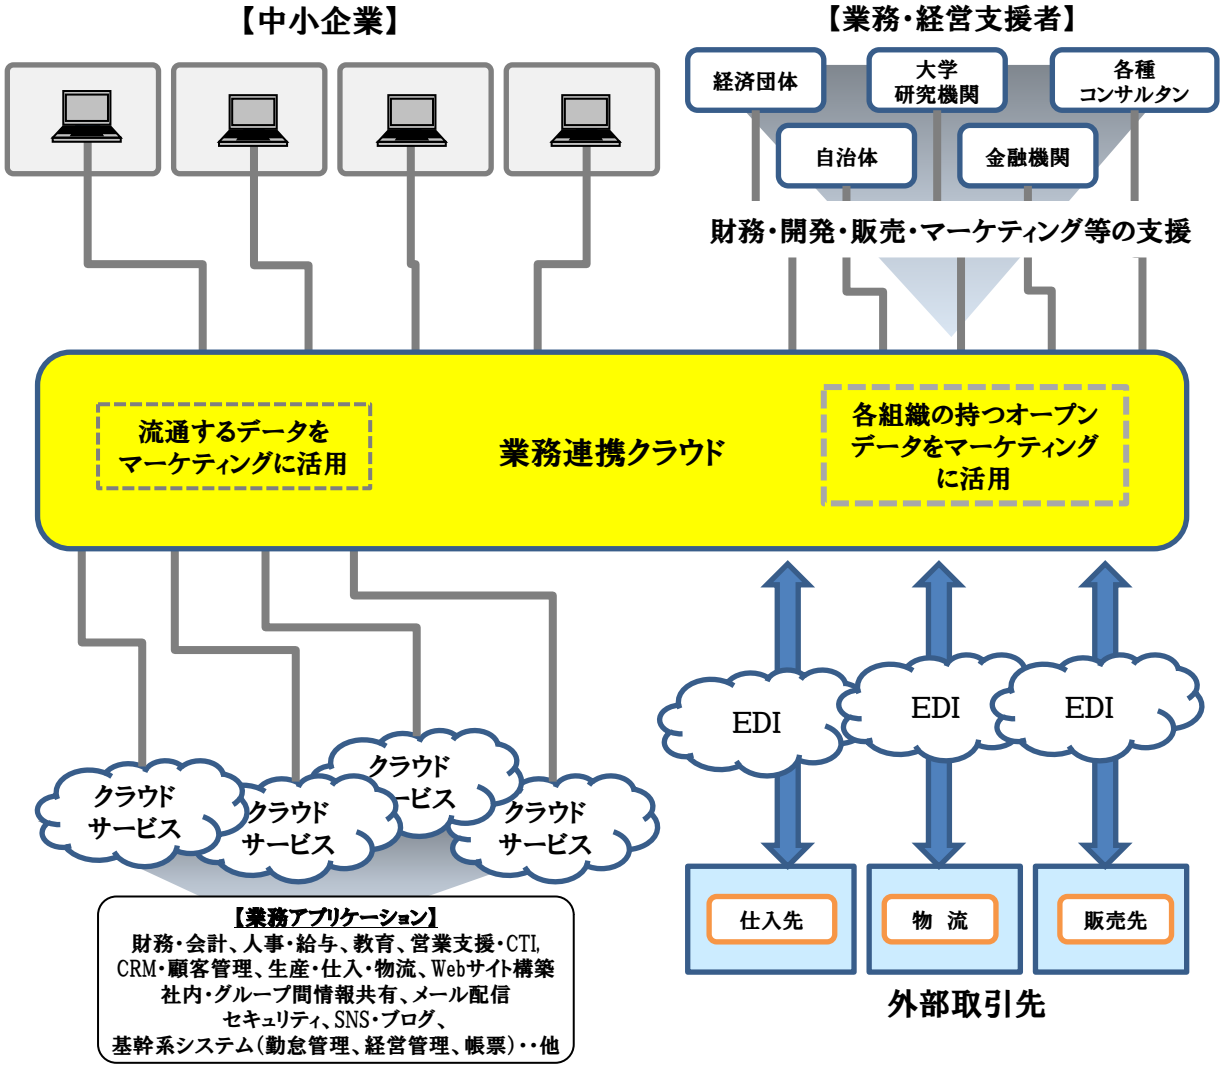 【中小企業】
【業務・経営支援者】
経済団体
大学
研究機関
各種
コンサルタン
自治体
金融機関
財務・開発・販売・マーケティング等の支援
流通するデータを
マーケティングに活用
業務連携クラウド
各組織の持つオープン
データをマーケティング
に活用
EDI
EDI
EDI
クラウド
サービス
クラウド
サービス
クラウド
ービス
クラウド
サービス
仕入先
物 流
販売先
外部取引先
【業務アプリケーション】
財務・会計、人事・給与、教育、営業支援・CTI,
CRM・顧客管理、生産・仕入・物流、Webサイト構築
社内・グループ間情報共有、メール配信
セキュリティ、SNS・ブログ、
基幹系システム(勤怠管理、経営管理、帳票)・・他